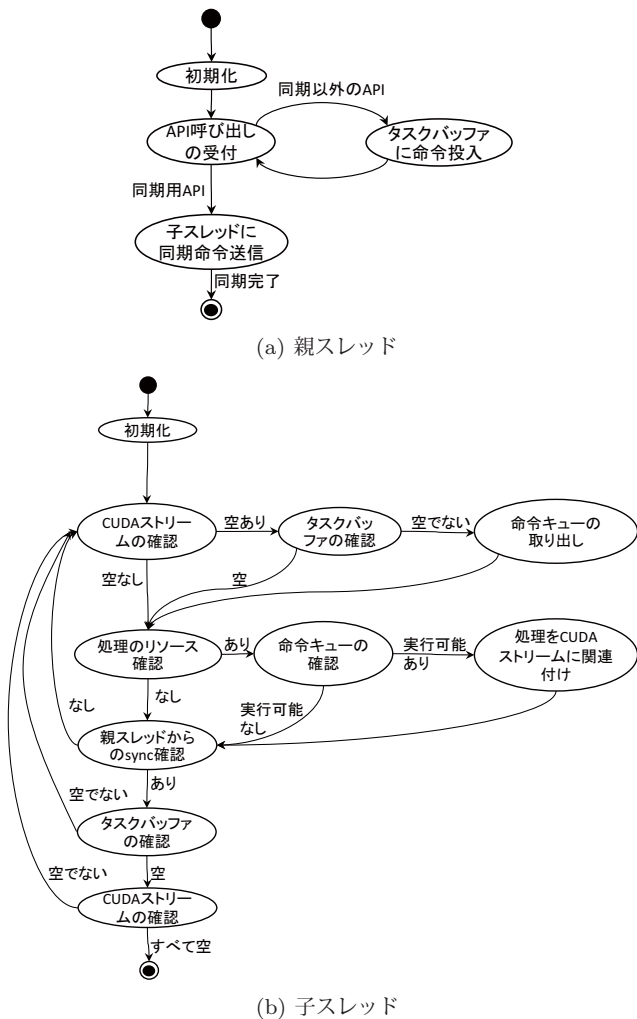 初期化
同期以外のAPI
API呼び出し
の受付
タスクバッファ
に命令投入
同期用API
子スレッドに
同期命令送信
同期完了
(a) 親スレッド
初期化
CUDAストリー
ムの確認
空あり
タスクバッ
ファの確認
空でない
命令キューの
取り出し
空なし
空
処理のリソース
確認
あり
命令キューの
確認
実行可能
あり
処理をCUDA
ストリームに関連
付け
なし
なし
実行可能
なし
親スレッドから
のsync確認
あり
空でない
タスクバッファ
の確認
空でない
空
CUDAストリー
ムの確認
すべて空
(b) 子スレッド